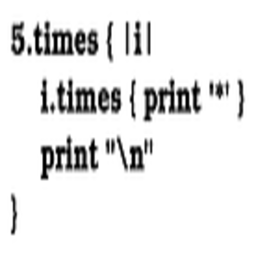 5.times { |i|
i.times { print '*' }
print "\n"
}